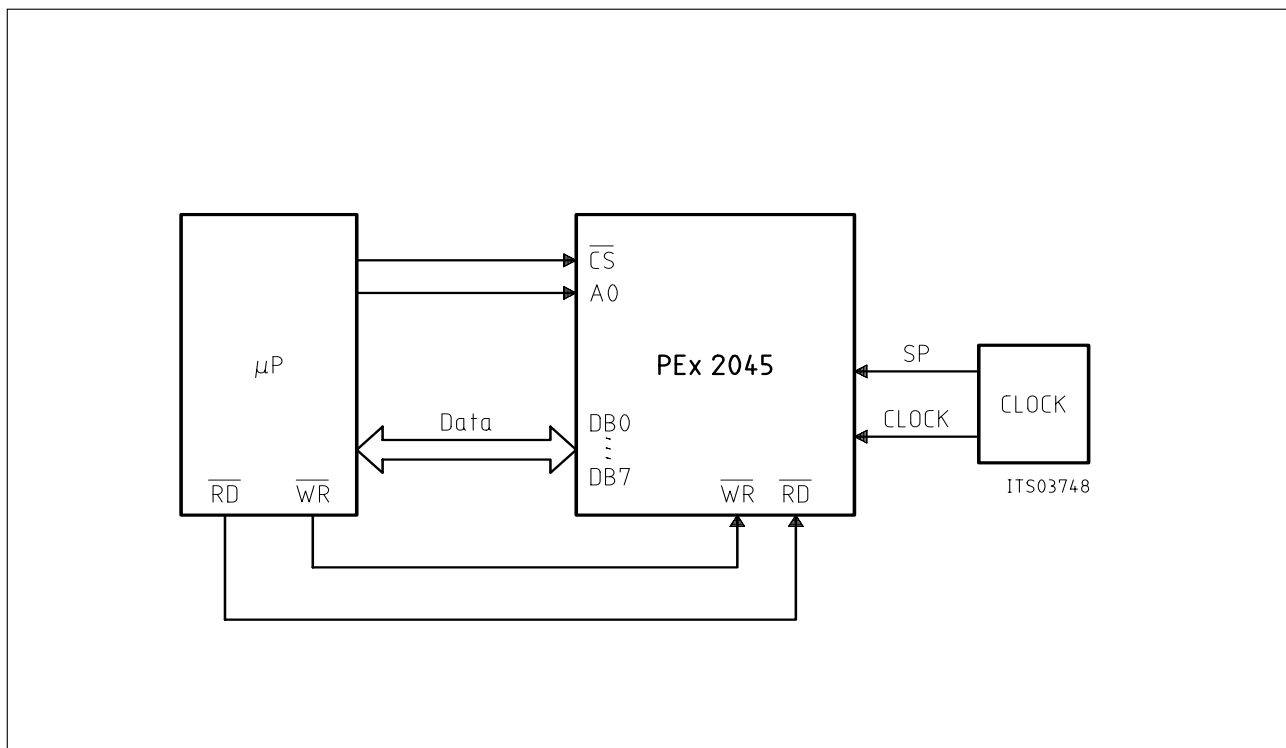 CS
A0
μP
PEx 2045
SP
CLOCK
CLOCK
Data
DB0
DB7
RD
WR
WR
RD
ITS03748